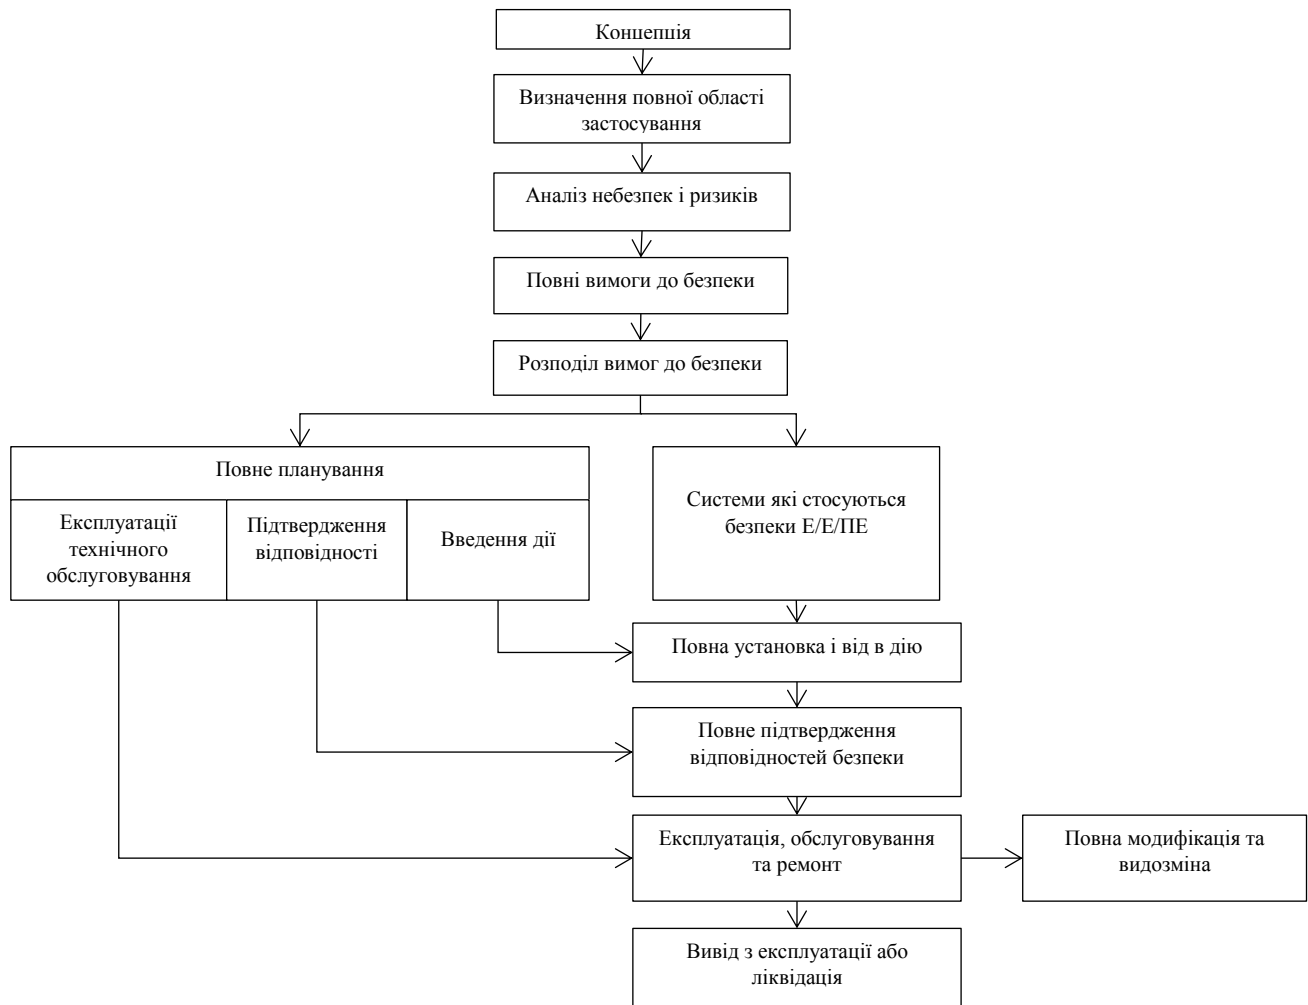 Концепція
Визначення повної області
застосування
Аналіз небезпек і ризиків
Повні вимоги до безпеки
Розподіл вимог до безпеки
Повне планування
Експлуатації
технічного
обслуговування
Підтвердження
відповідності
Введення дії
Системи які стосуються
безпеки Е/Е/ПЕ
Повна установка і від в дію
Повне підтвердження
відповідностей безпеки
Експлуатація, обслуговування
та ремонт
Повна модифікація та
видозміна
Вивід з експлуатації або
ліквідація